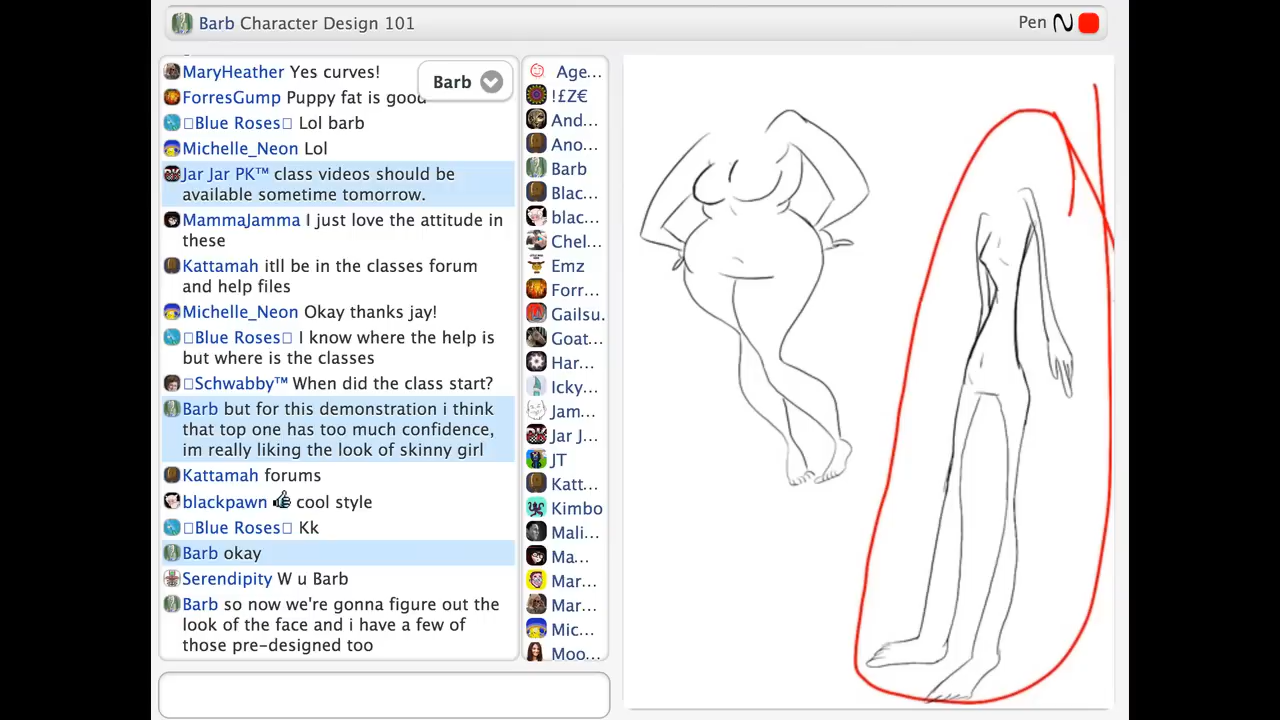 Barb Character Design 101
Pen
MaryHeather Yes curves!
Barb
ForresGump Puppy fat is good
Blue Roses Lol barb
Michelle_Neon Lol
Jar Jar PK™ class videos should be
available sometime tomorrow.
MammaJamma I just love the attitude in
these
Kattamah itll be in the classes forum
and help files
Michelle_Neon Okay thanks jay!
Blue Roses I know where the help is
but where is the classes
Schwabby™ When did the class start?
Barb but for this demonstration i think
that top one has too much confidence,
im really liking the look of skinny girl
Kattamah forums
blackpawn 👍 cool style
Blue Roses Kk
Barb okay
Serendipity W u Barb
Barb so now we're gonna figure out the
look of the face and i have a few of
those pre-designed too
Age...
!£Z€
And...
Ano...
Barb
Blac...
blac...
Chel...
Emz
Forr...
Gailsu.
Goat...
Har...
Icky...
Jam...
Jar J...
JT
Katt...
Kimbo
Mali...
Ma...
Mar...
Mar...
Mic...
Moo...